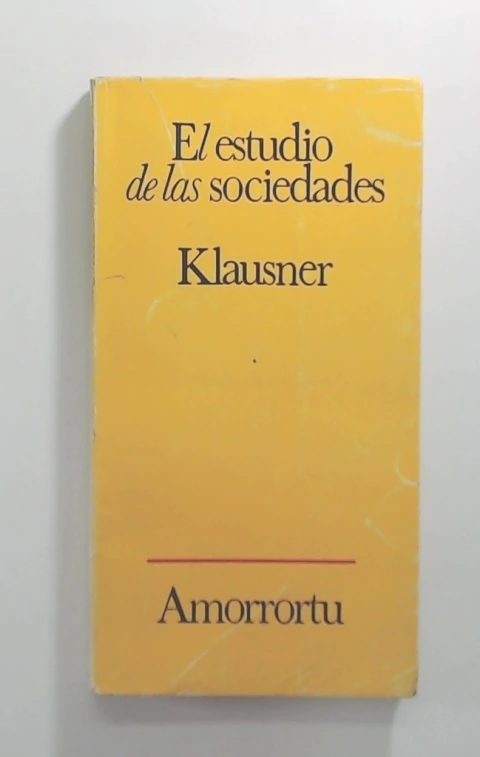 El estudio
de las sociedades
Klausner
Amorrortu